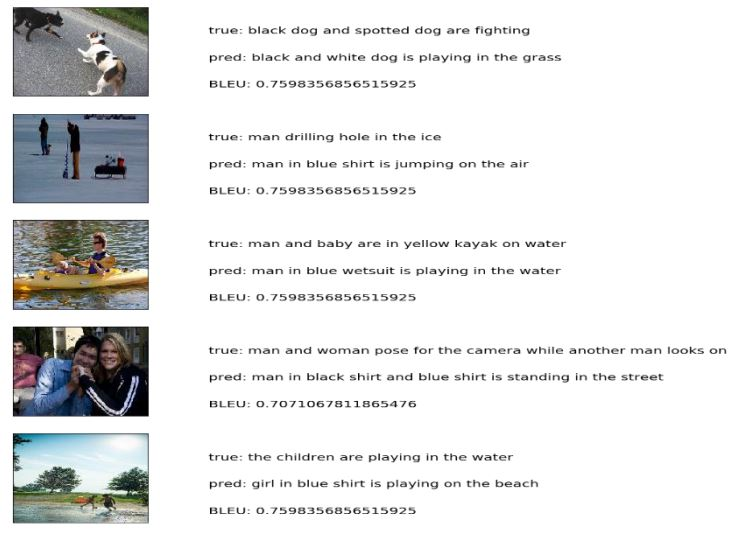 true: black dog and spotted dog are fighting
pred: black and white dog is playing in the grass
BLEU: 0.7598356856515925
true: man drilling hole in the ice
pred: man in blue shirt is jumping on the air
BLEU: 0.7598356856515925
true: man and baby are in yellow kayak on water
pred: man in blue wetsuit is playing in the water
BLEU: 0.7598356856515925
true: man and woman pose for the camera while another man looks on
pred: man in black shirt and blue shirt is standing in the street
BLEU: 0.7071067811865476
true: the children are playing in the water
pred: girl in blue shirt is playing on the beach
BLEU: 0.7598356856515925